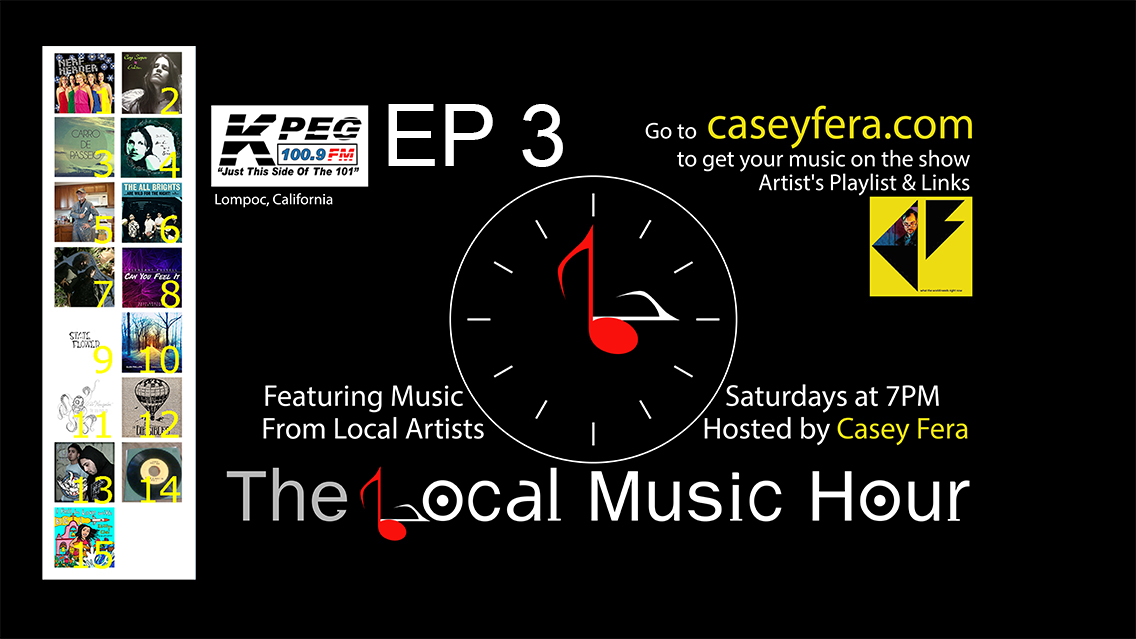 NERF
HERDER
1
2
CARRO
DE
PASSEIO
3
4
5
THE ALL BRIGHTS
6
7
CAN YOU FEEL IT
8
STATE
FLOWER
9
10
11
12
13
14
15
K PEG
100.9 FM
"Just This Side Of The 101"
Lompoc, California
EP 3
Go to caseyfera.com
to get your music on the show
Artist's Playlist & Links
Featuring Music
From Local Artists
Saturdays at 7PM
Hosted by Casey Fera
The Local Music Hour